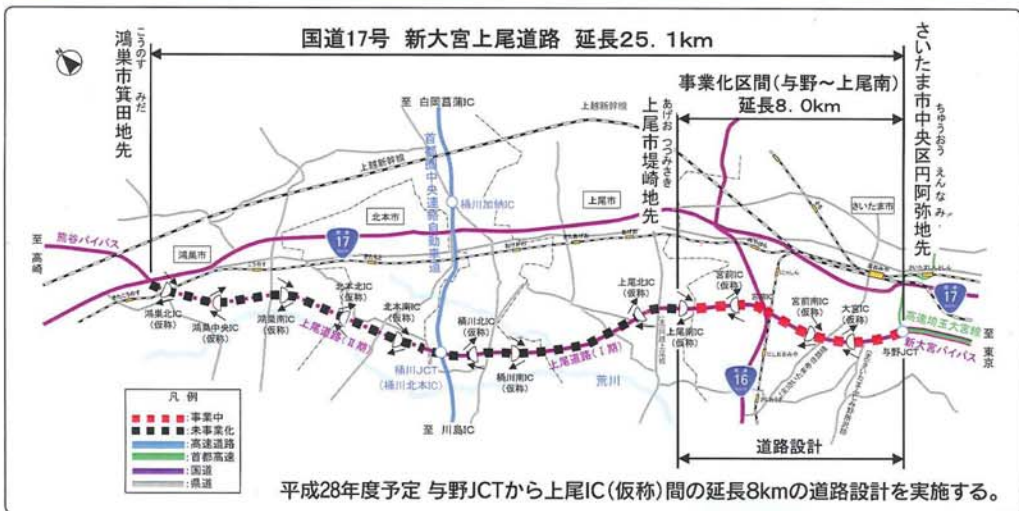 国道17号 新大宮上尾道路 延長25.1km
こうのす みだ
鴻巣市箕田地先
さいたま市中央区円阿弥地先
ちゅうおう えんなみ
事業化区間(与野~上尾南)
延長8.0km
あげお つつみさき
上尾市堤崎地先
至 白岡菖蒲IC
上越新幹線
上越新幹線
首都圏中央連絡自動車道
桶川加納IC
北本市
上尾市
さいたま市
鴻巣市
至 高崎
熊谷バイパス
17
17
16
鴻巣北IC
(仮称)
鴻巣中央IC
(仮称)
鴻巣南IC
(仮称)
北本北IC
(仮称)
北本南IC
(仮称)
上尾道路(Ⅱ期)
桶川JCT
(桶川北本IC)
桶川北IC
(仮称)
桶川南IC
(仮称)
上尾道路(Ⅰ期)
荒川
上尾北IC
(仮称)
上尾南IC
(仮称)
宮前IC
(仮称)
宮前南IC
(仮称)
大宮IC
(仮称)
与野JCT
高速埼玉大宮線
新大宮バイパス
至 東京
至 川島IC
道路設計
凡例
:事業中
:未事業化
:高速道路
:首都高速
:国道
:県道
平成28年度予定 与野JCTから上尾IC(仮称)間の延長8kmの道路設計を実施する。